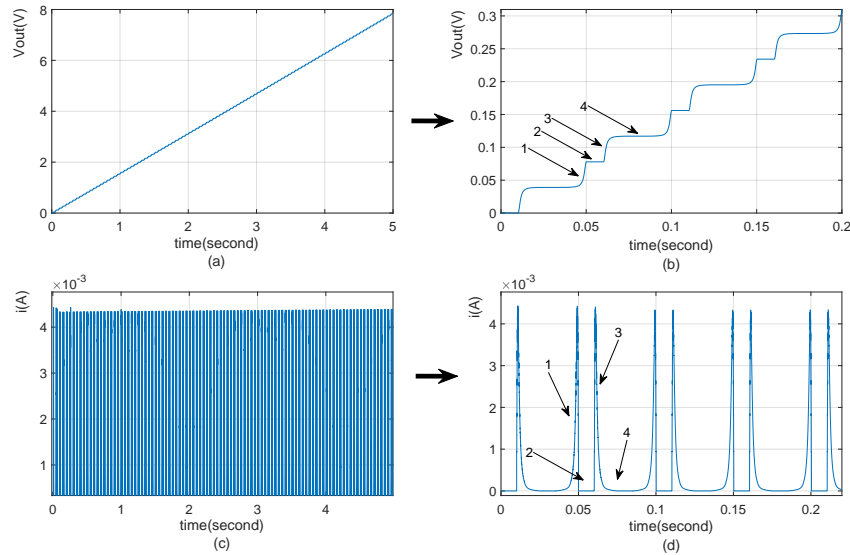 Vout(V)
8
6
4
2
0
0 1 2 3 4 5
time(second)
(a)
Vout(V)
0.3
0.25
0.2
0.15
0.1
0.05
0
4
3
2
1
0 0.05 0.1 0.15 0.2
time(second)
(b)
i(A)
×10⁻³
4
3
2
1
0 1 2 3 4
time(second)
(c)
i(A)
×10⁻³
4
3
2
1
0
3
1
4
2
0 0.05 0.1 0.15 0.2
time(second)
(d)